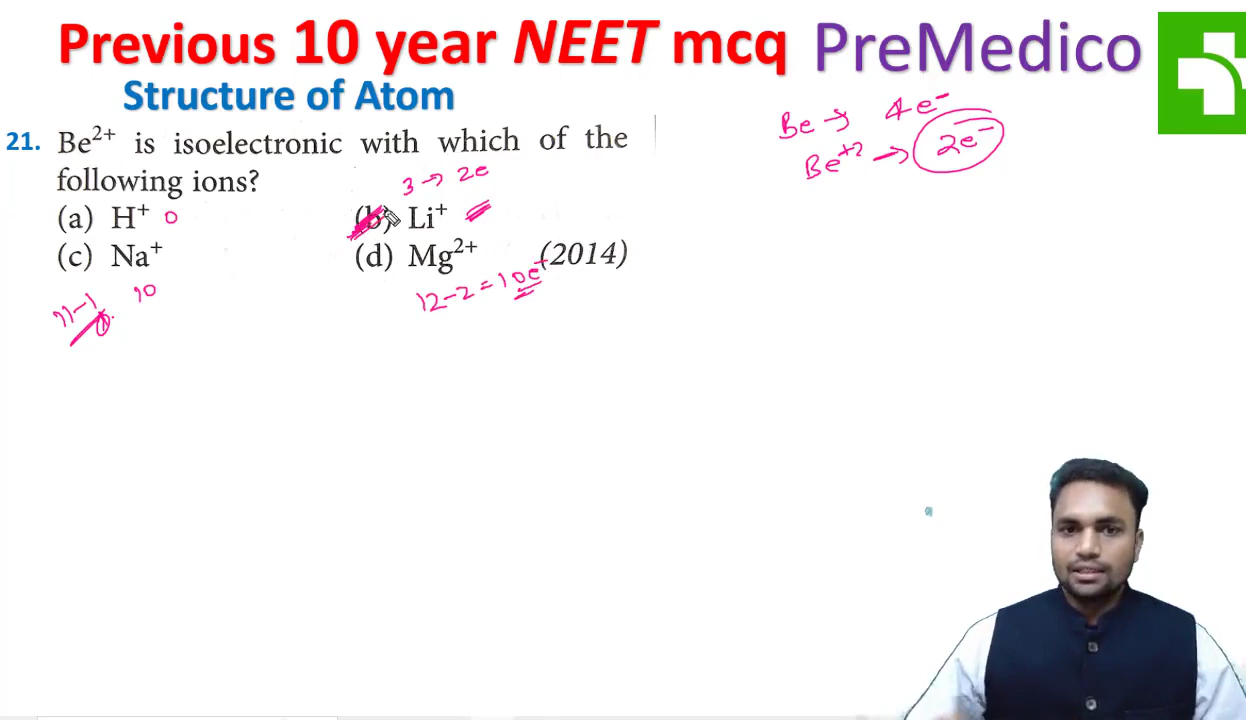 Previous 10 year NEET mcq PreMedico
Structure of Atom
Be → 4e⁻
Be⁺² → 2e⁻
21. Be²⁺ is isoelectronic with which of the
following ions?
3 → 2e
(a) H⁺ 0 (b) Li⁺
(c) Na⁺ (d) Mg²⁺ (2014)
11-1 10
12-2=10e⁻